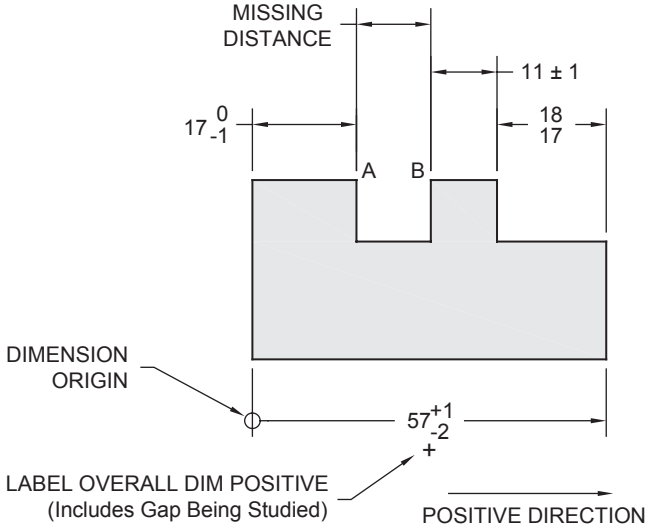 MISSING
DISTANCE
11 ± 1
17 0
-1
18
17
A B
DIMENSION
ORIGIN
57 +1
-2
+
LABEL OVERALL DIM POSITIVE
(Includes Gap Being Studied)
POSITIVE DIRECTION